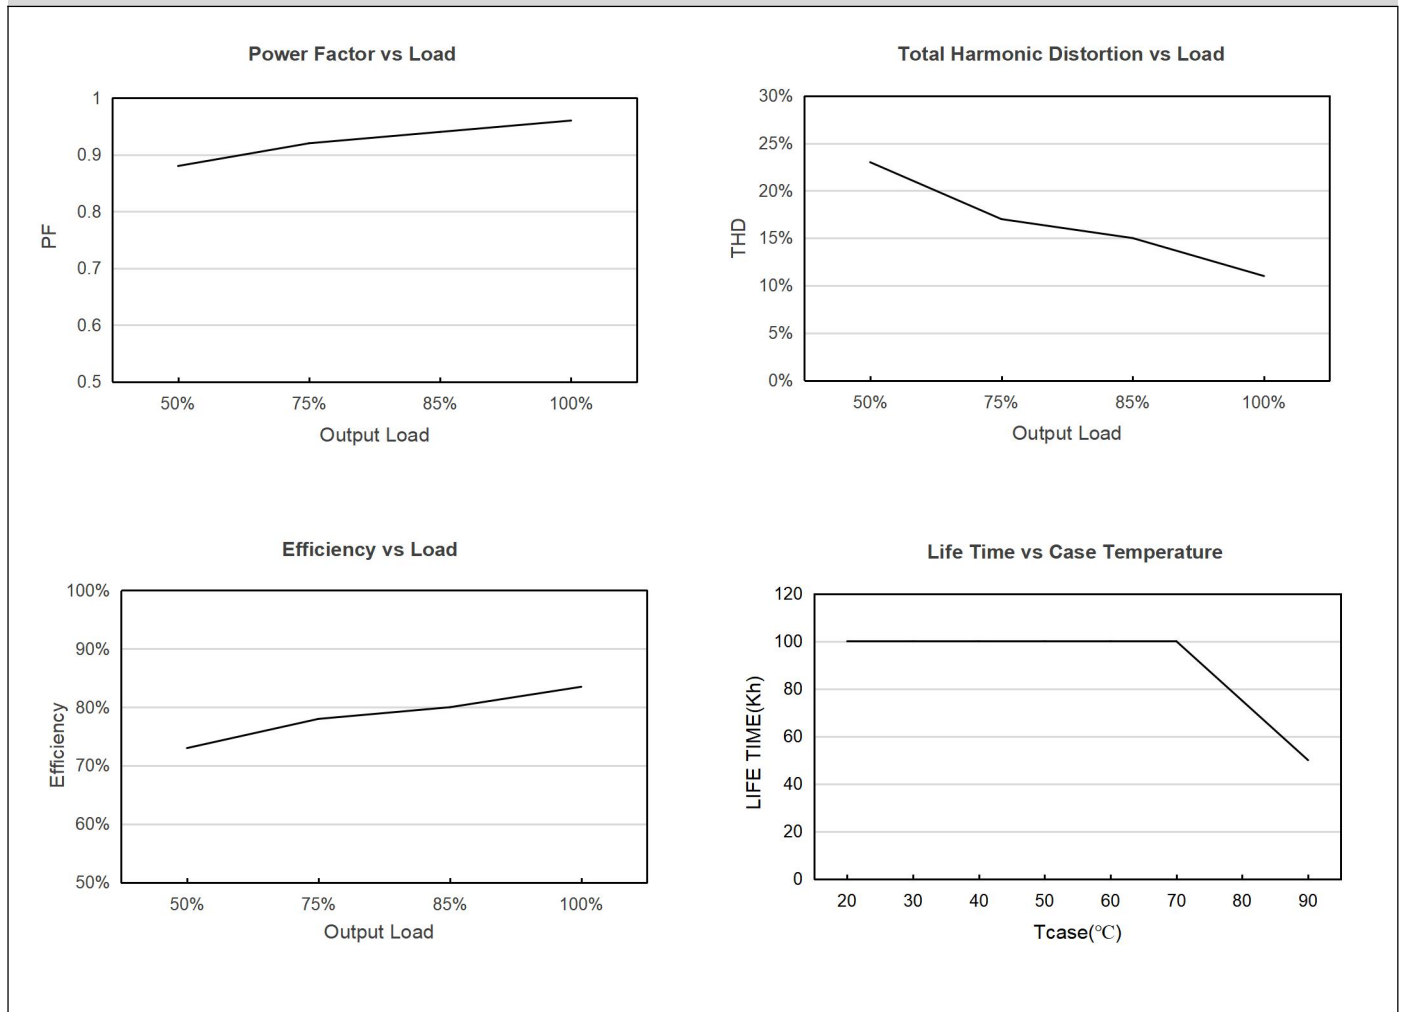 Power Factor vs Load
1
0.9
0.8
0.7
0.6
0.5
PF
50% 75% 85% 100%
Output Load
Total Harmonic Distortion vs Load
30%
25%
20%
15%
10%
5%
0%
THD
50% 75% 85% 100%
Output Load
Efficiency vs Load
100%
90%
80%
70%
60%
50%
Efficiency
50% 75% 85% 100%
Output Load
Life Time vs Case Temperature
120
100
80
60
40
20
0
LIFE TIME(Kh)
20 30 40 50 60 70 80 90
Tcase(℃)